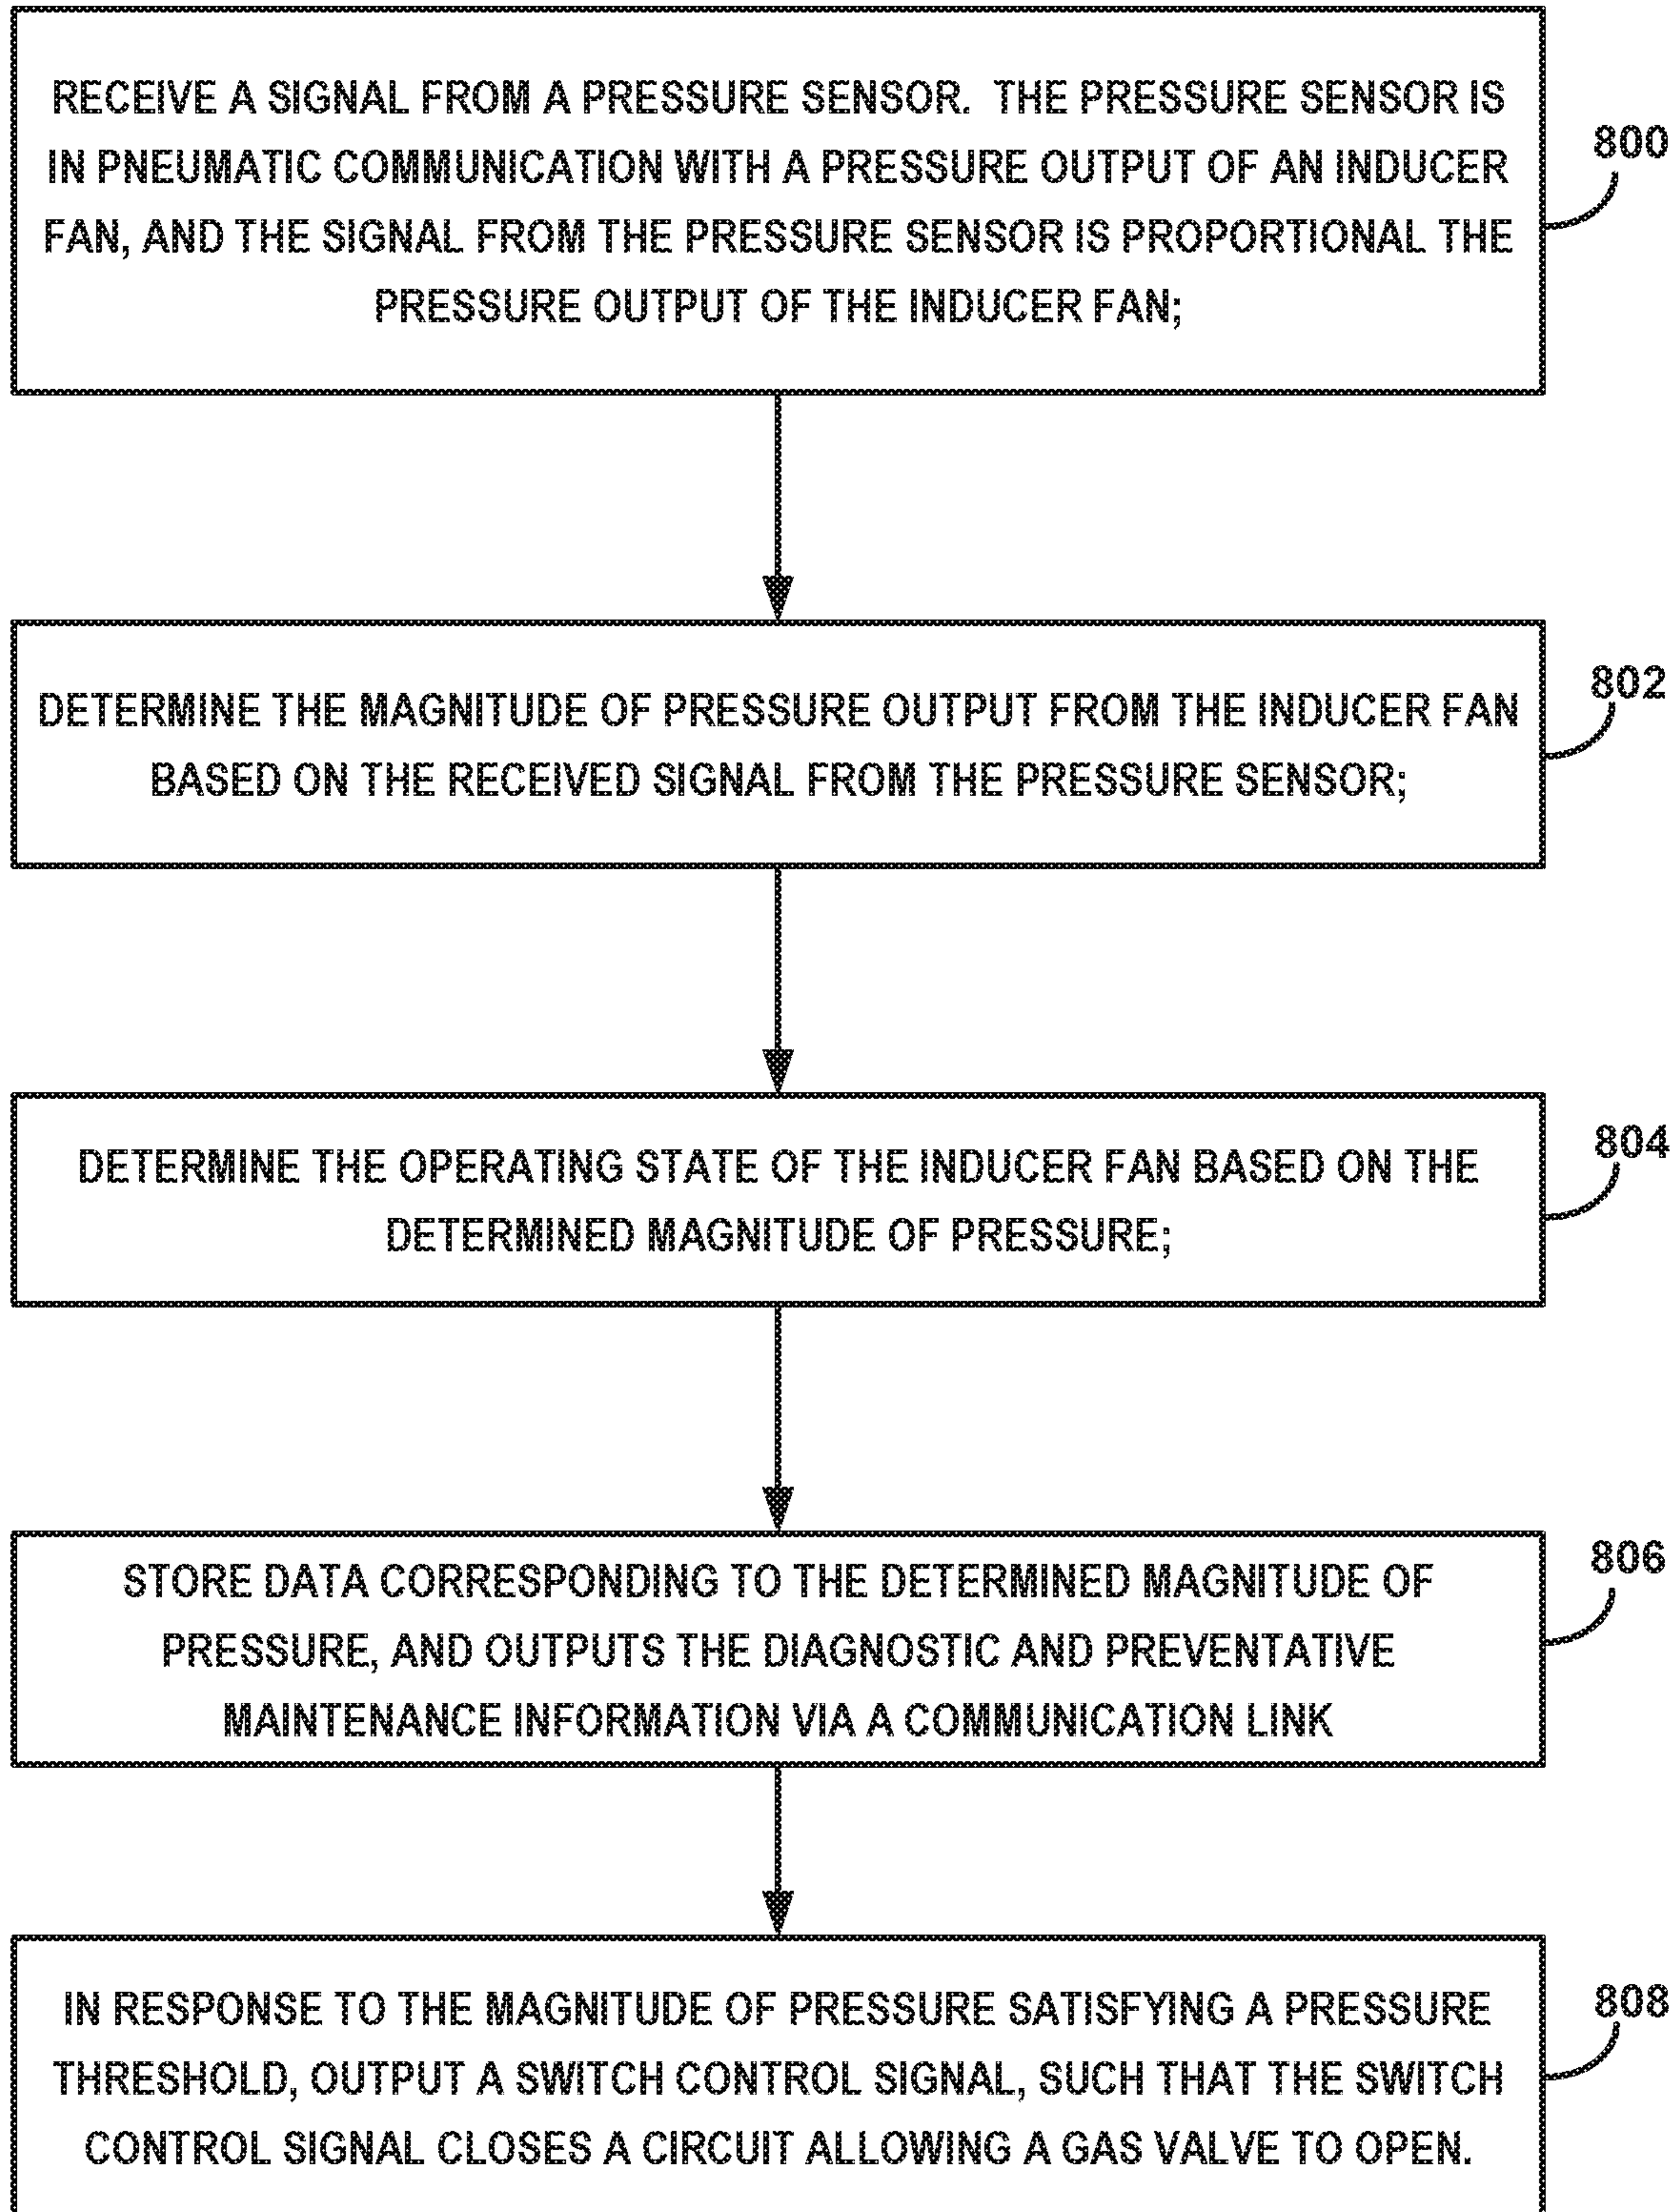 RECEIVE A SIGNAL FROM A PRESSURE SENSOR. THE PRESSURE SENSOR IS
IN PNEUMATIC COMMUNICATION WITH A PRESSURE OUTPUT OF AN INDUCER
FAN, AND THE SIGNAL FROM THE PRESSURE SENSOR IS PROPORTIONAL THE
PRESSURE OUTPUT OF THE INDUCER FAN;
800
DETERMINE THE MAGNITUDE OF PRESSURE OUTPUT FROM THE INDUCER FAN
BASED ON THE RECEIVED SIGNAL FROM THE PRESSURE SENSOR;
802
DETERMINE THE OPERATING STATE OF THE INDUCER FAN BASED ON THE
DETERMINED MAGNITUDE OF PRESSURE;
804
STORE DATA CORRESPONDING TO THE DETERMINED MAGNITUDE OF
PRESSURE, AND OUTPUTS THE DIAGNOSTIC AND PREVENTATIVE
MAINTENANCE INFORMATION VIA A COMMUNICATION LINK
806
IN RESPONSE TO THE MAGNITUDE OF PRESSURE SATISFYING A PRESSURE
THRESHOLD, OUTPUT A SWITCH CONTROL SIGNAL, SUCH THAT THE SWITCH
CONTROL SIGNAL CLOSES A CIRCUIT ALLOWING A GAS VALVE TO OPEN.
808